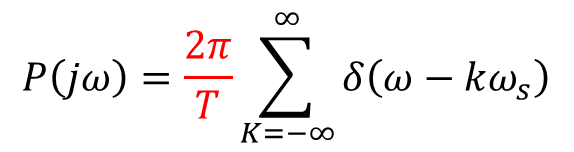 P(jω) = 2π/T ∑_{K=−∞}^{∞} δ(ω − kω_s)